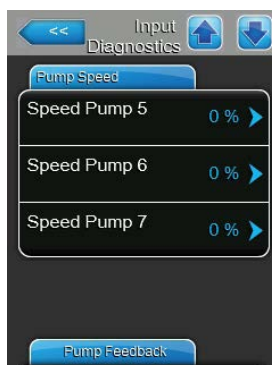 <<
Input
Diagnostics
Pump Speed
Speed Pump 5
0 %
Speed Pump 6
0 %
Speed Pump 7
0 %
Pump Feedback